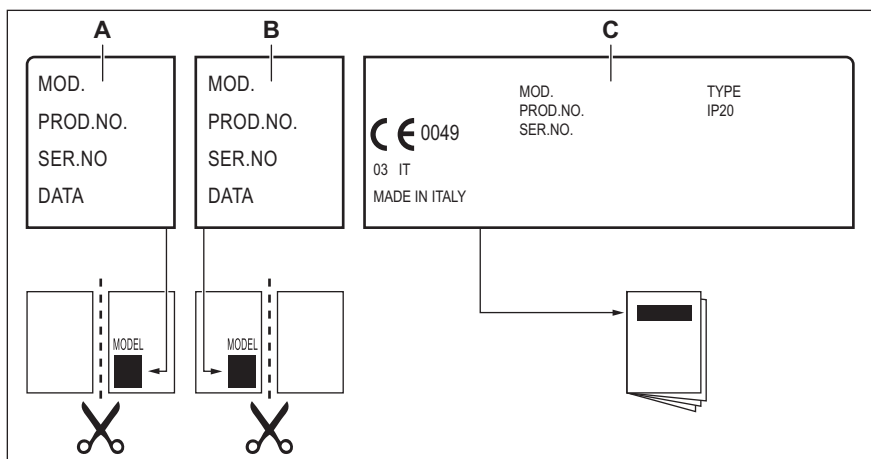 A
B
C
MOD.
PROD.NO.
SER.NO
DATA
MOD.
PROD.NO.
SER.NO
DATA
MOD.
PROD.NO.
SER.NO.
TYPE
IP20
CE 0049
03 IT
MADE IN ITALY
MODEL
MODEL